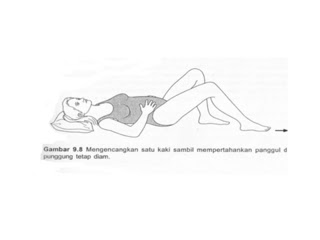 Gambar 9.8 Mengencangkan satu kaki sambil mempertahankan panggul d
punggung tetap diam.